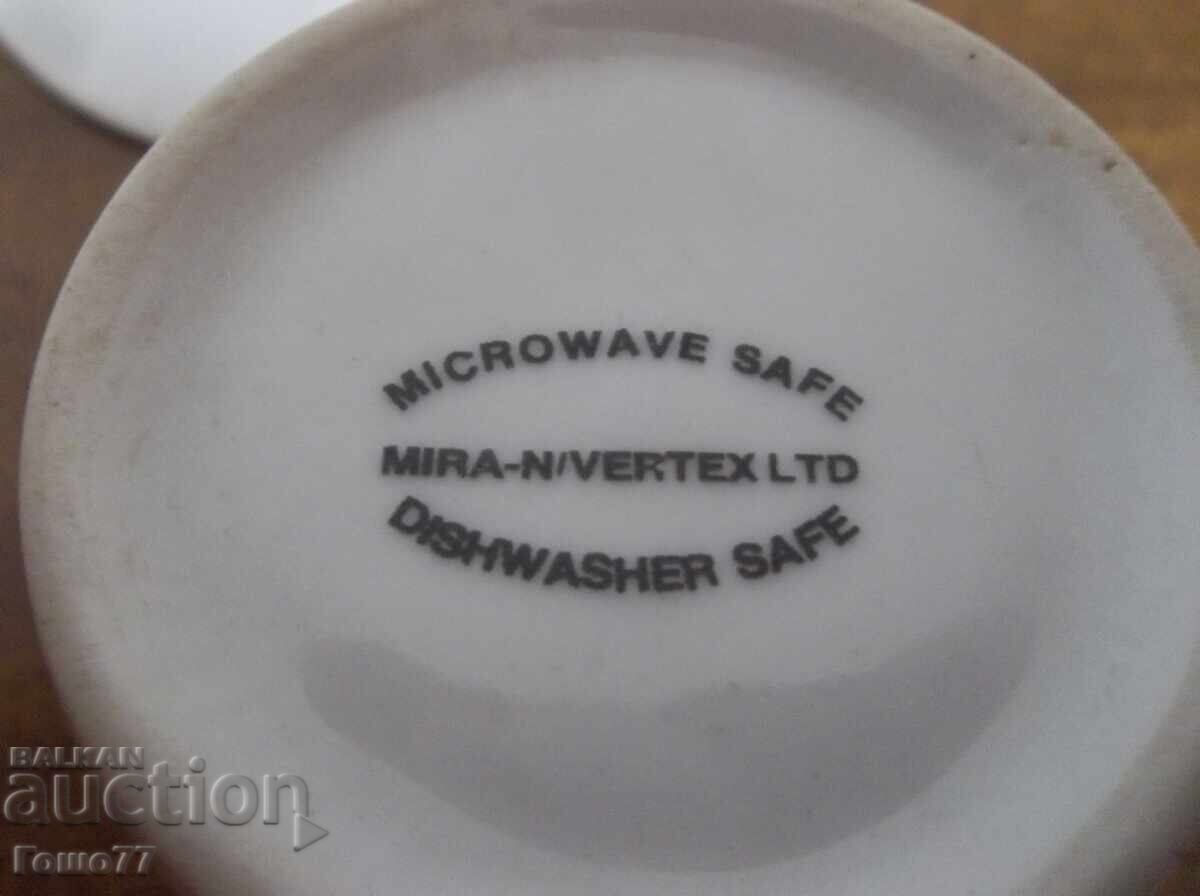 MICROWAVE SAFE
MIRA-N/VERTEX LTD
DISHWASHER SAFE
BALKAN
auction
Гошо77